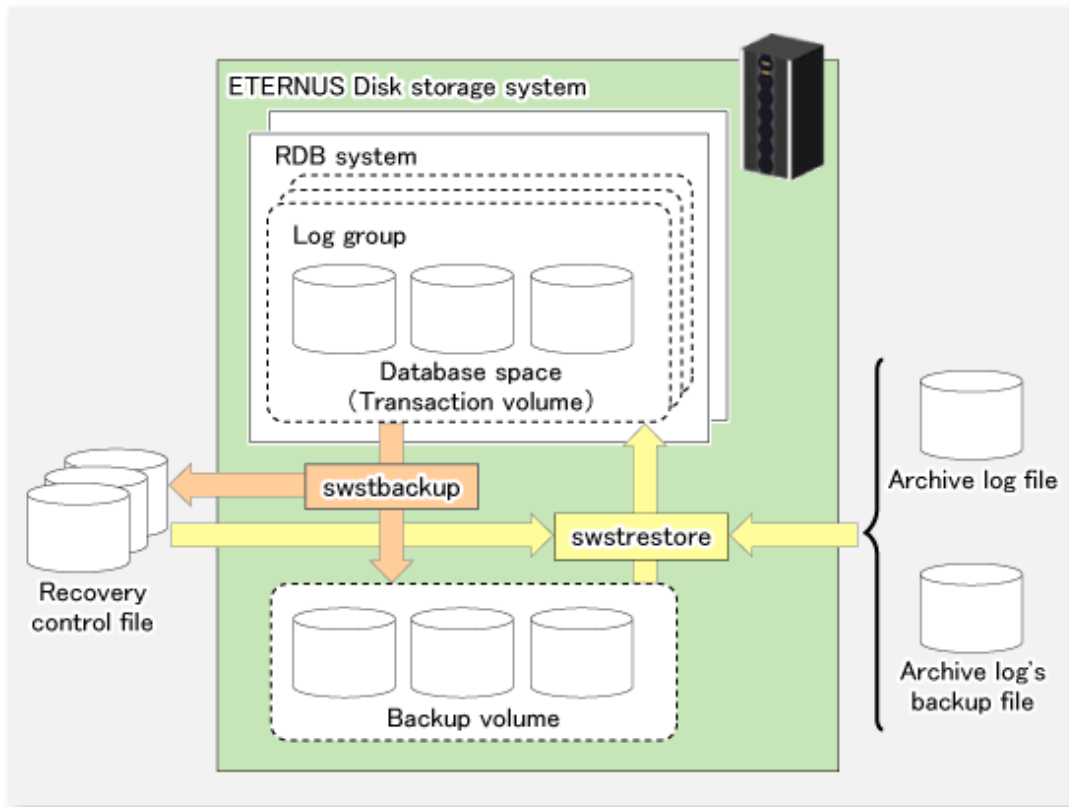 ETERNUS Disk storage system
RDB system
Log group
Database space
(Transaction volume)
swstbackup
swstrestore
Recovery
control file
Backup volume
Archive log file
Archive log's
backup file